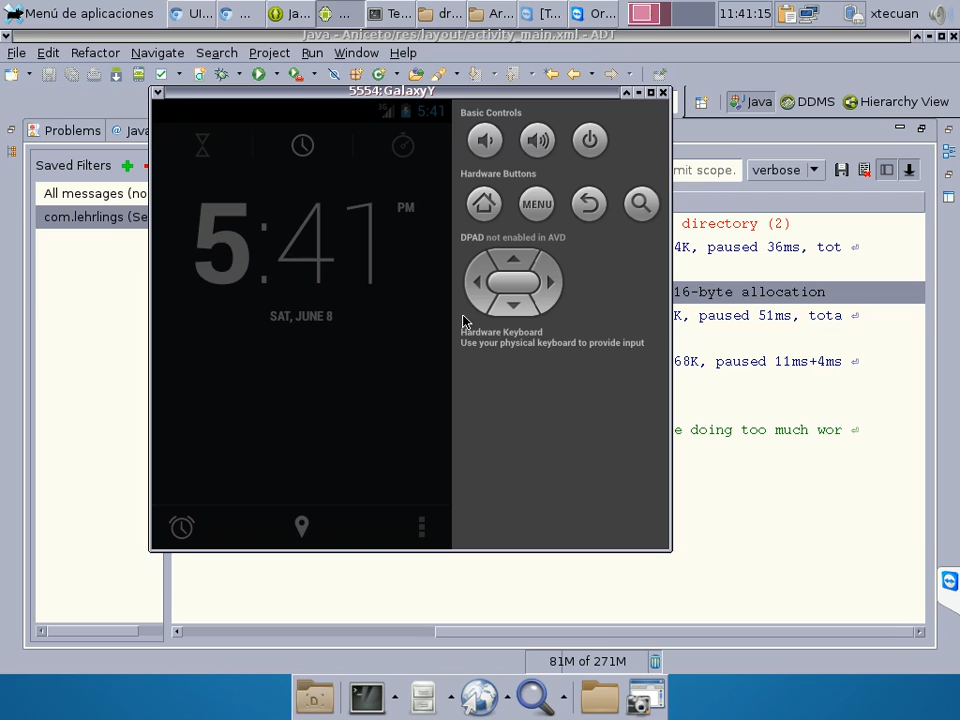 Menú de aplicaciones
UI...
...
Ja...
...
Te...
dr...
Ar...
[T...
Or...
11:41:15
xtecuan
Java - Aniceto/res/layout/activity_main.xml - ADT
File Edit Refactor Navigate Search Project Run Window Help
5554:GalaxyY
Java
DDMS
Hierarchy View
Problems
Java
Saved Filters
All messages (no
com.lehrlings (Se
3G
5:41
5:41
PM
SAT, JUNE 8
Basic Controls
Hardware Buttons
MENU
DPAD not enabled in AVD
Hardware Keyboard
Use your physical keyboard to provide input
mit scope.
verbose
directory (2)
4K, paused 36ms, tot
16-byte allocation
K, paused 51ms, tota
68K, paused 11ms+4ms
e doing too much wor
81M of 271M